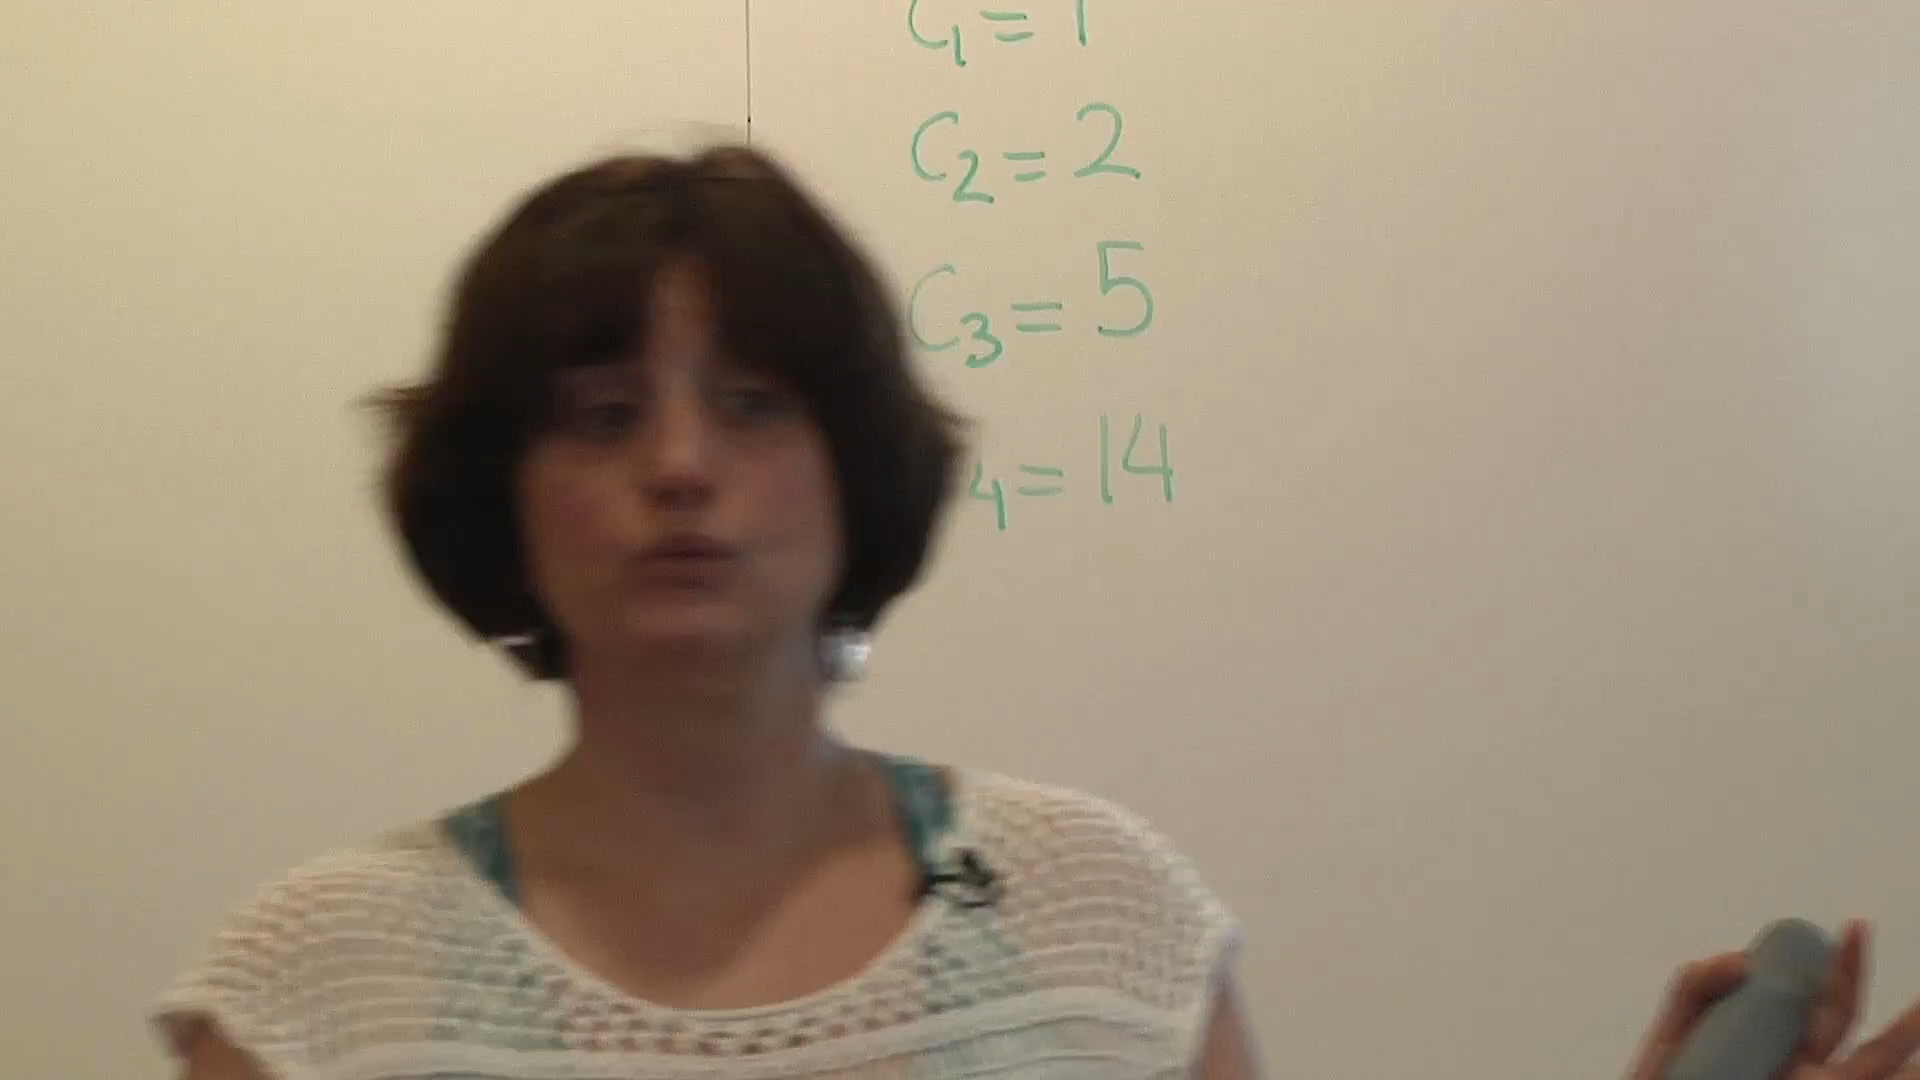 C₁ = 1
C₂ = 2
C₃ = 5
₄ = 14